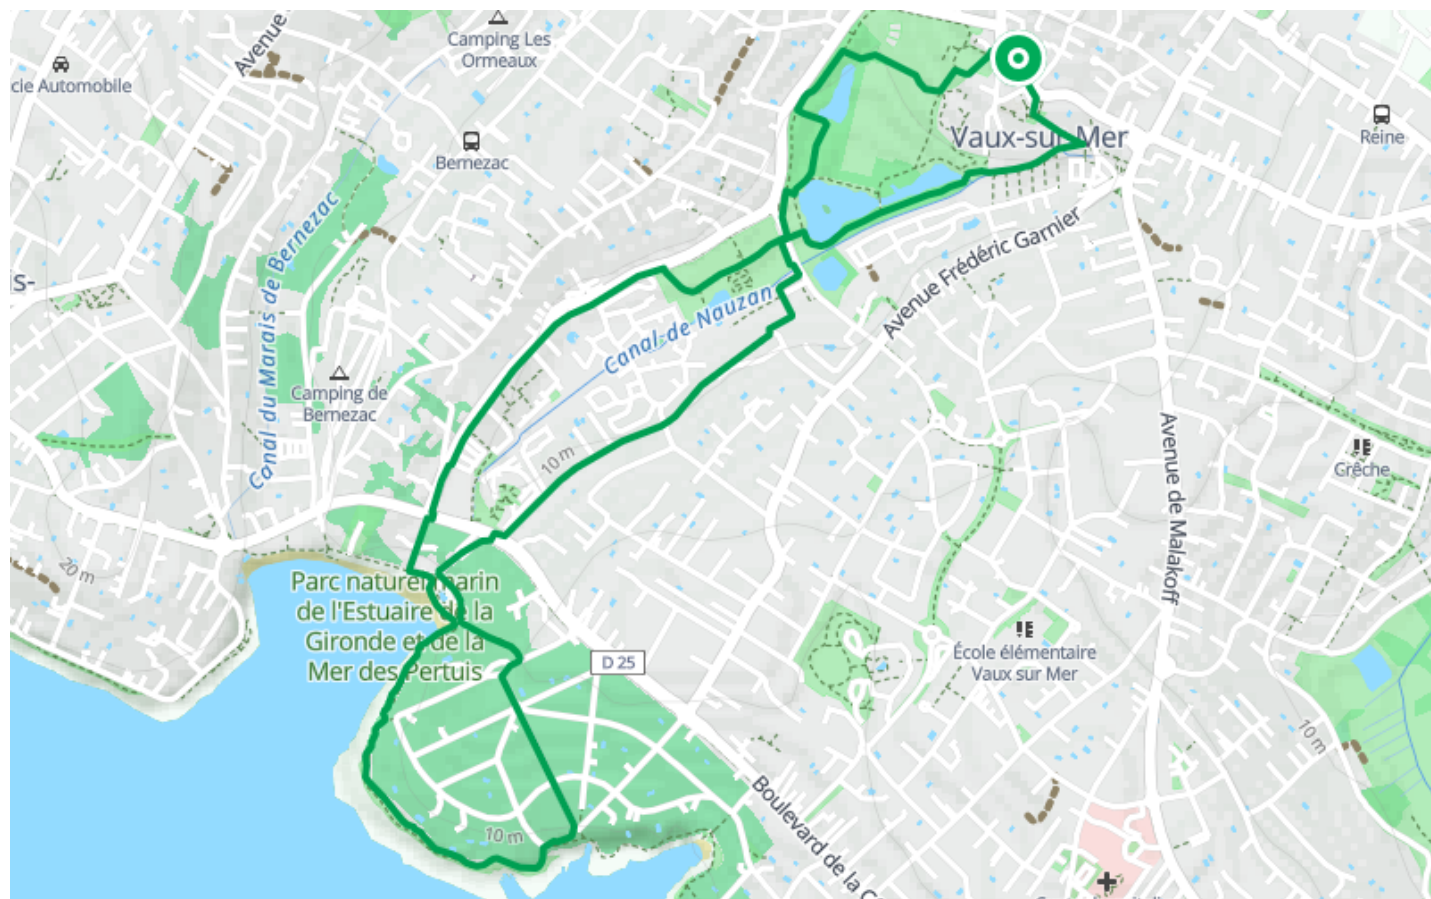 Avenue
Camping Les
Ormeaux
cle Automobile
Bernezac
Vaux-sur-Mer
Reine
Canal du Marais de Bernezac
Avenue Frédéric Garnier
is-
Canal de Nauzan
Camping de
Bernezac
10 m
Avenue de Malakoff
Crèche
20 m
Parc naturel marin
de l'Estuaire de la
Gironde et de la
Mer des Pertuis
D 25
École élémentaire
Vaux sur Mer
10 m
Boulevard de la C
10 m